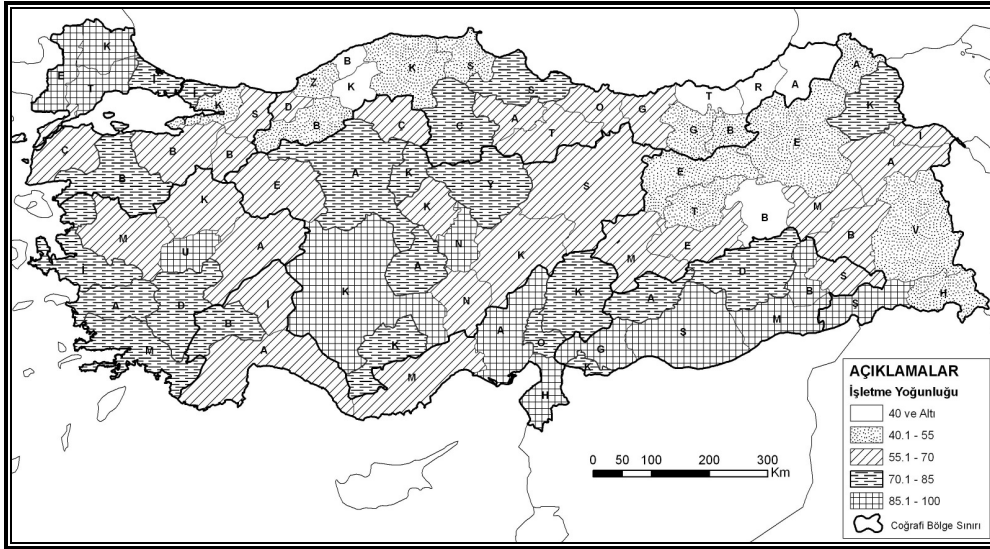 B
K
K
S
Z
K
E
T
İ
İ
K
S
D
B
Ç
Ç
S
A
T
O
G
T
R
A
A
K
G
B
E
I
A
Ç
B
B
B
Y
E
A
K
K
Y
S
E
T
B
M
V
B
K
M
U
A
N
A
K
M
E
D
S
B
H
İ
A
D
K
N
K
A
Ş
M
Ş
M
B
I
A
K
M
A
O
G
K
H
AÇIKLAMALAR
İşletme Yoğunluğu
40 ve Altı
40.1 - 55
55.1 - 70
70.1 - 85
85.1 - 100
Coğrafi Bölge Sınırı
0 50 100 200 300
Km